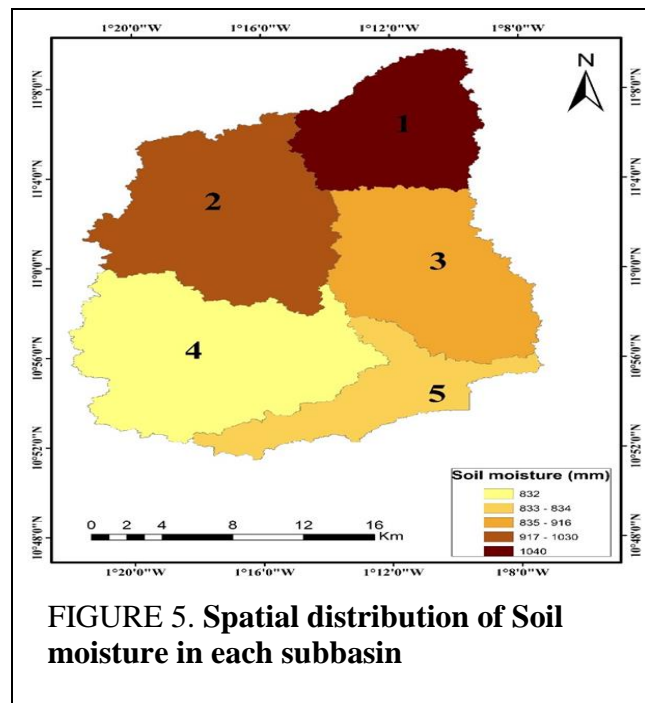 1°20'0"W 1°16'0"W 1°12'0"W 1°8'0"W
N
11°8'0"N 11°8'0"N
1
11°4'0"N 11°4'0"N
2
3
11°0'0"N 11°0'0"N
4
10°56'0"N 10°56'0"N
5
10°52'0"N 10°52'0"N
Soil moisture (mm)
832
833 - 834
835 - 916
917 - 1030
1040
0 2 4 8 12 16
Km
10°48'0"N 10°48'0"N
1°20'0"W 1°16'0"W 1°12'0"W 1°8'0"W
FIGURE 5. Spatial distribution of Soil
moisture in each subbasin